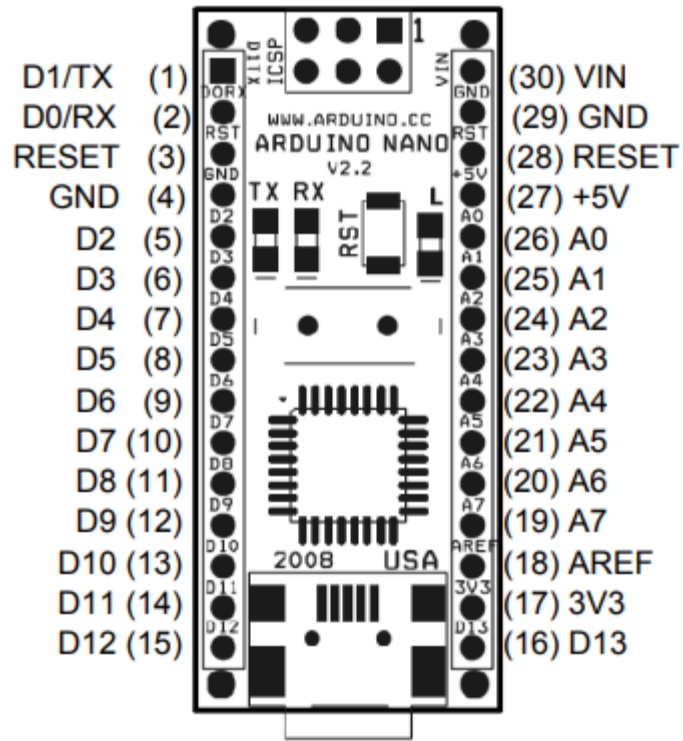 D1/TX (1)
D0/RX (2)
RESET (3)
GND (4)
D2 (5)
D3 (6)
D4 (7)
D5 (8)
D6 (9)
D7 (10)
D8 (11)
D9 (12)
D10 (13)
D11 (14)
D12 (15)
D1TX
ICSP
1
VIN
D0RX
RST
GND
D2
D3
D4
D5
D6
D7
D8
D9
D10
D11
D12
WWW.ARDUINO.CC
ARDUINO NANO
V2.2
TX RX
RST
L
2008 USA
GND
RST
+5V
A0
A1
A2
A3
A4
A5
A6
A7
AREF
3V3
D13
(30) VIN
(29) GND
(28) RESET
(27) +5V
(26) A0
(25) A1
(24) A2
(23) A3
(22) A4
(21) A5
(20) A6
(19) A7
(18) AREF
(17) 3V3
(16) D13